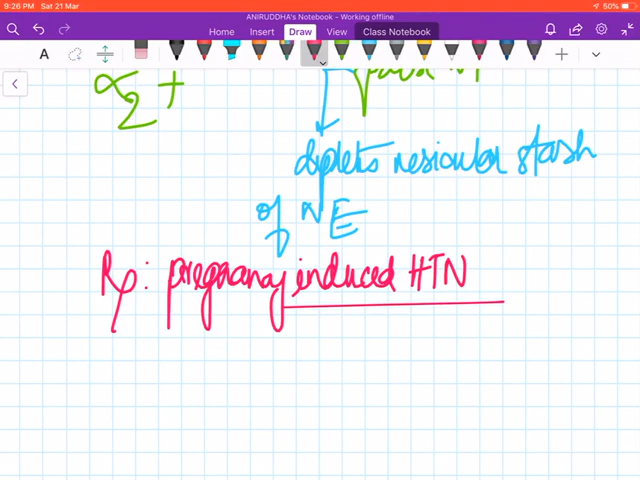 9:26 PM Sat 21 Mar
50%
ANIRUDDHA's Notebook - Working offline
Home Insert Draw View Class Notebook
A
α2 +
depletes vesicular stash
of NE
Rx: pregnancy induced HTN